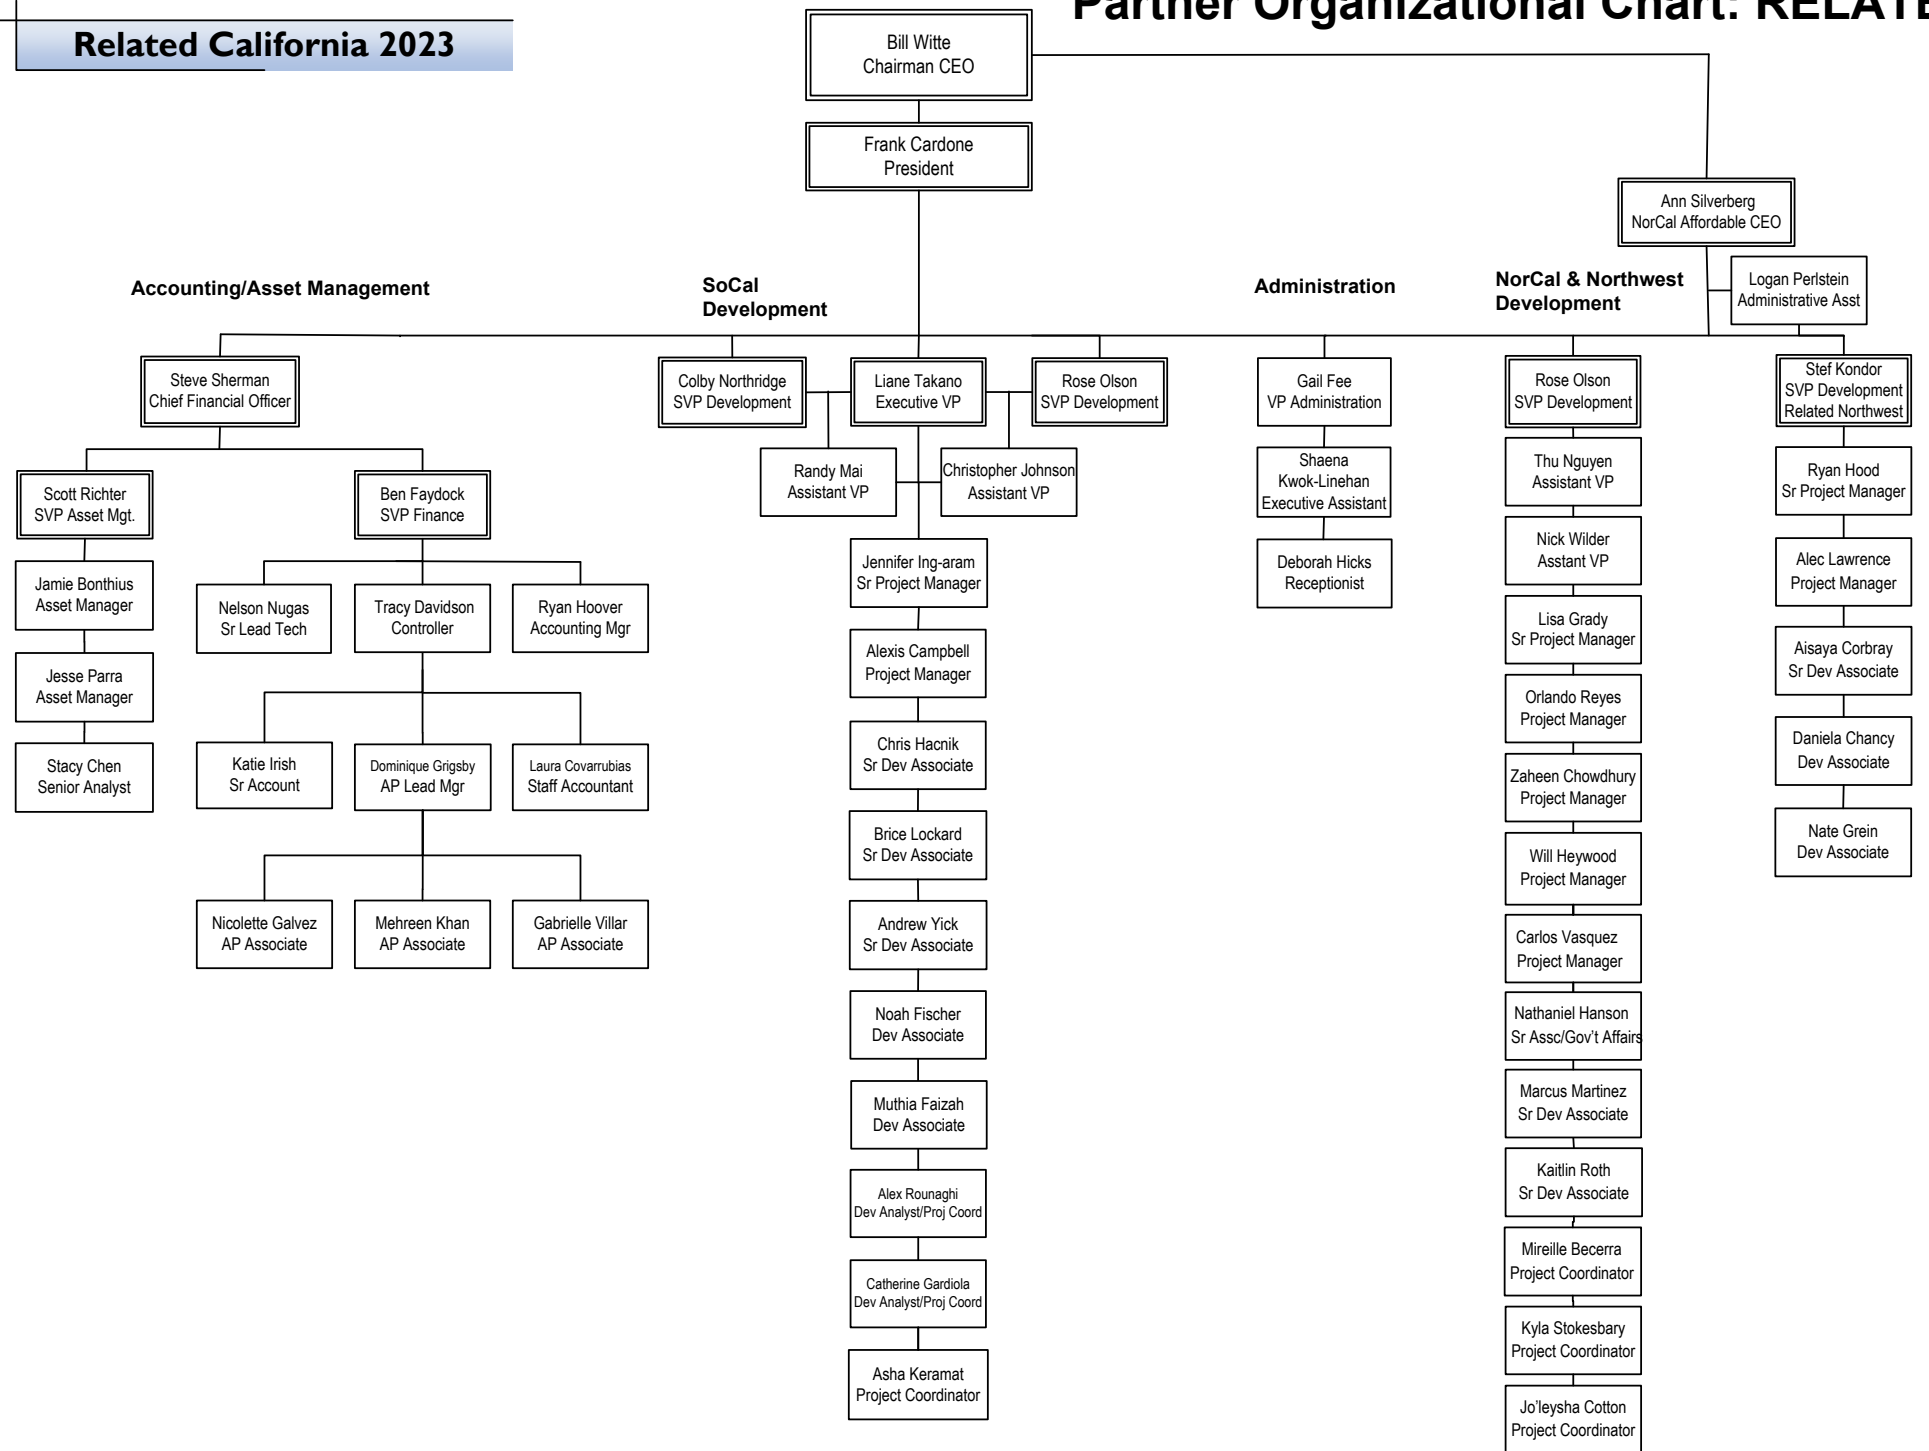 Partner Organizational Chart: RELATE
Related California 2023
Bill Witte
Chairman CEO
Frank Cardone
President
Ann Silverberg
NorCal Affordable CEO
Logan Perlstein
Administrative Asst
Accounting/Asset Management
SoCal
Development
Administration
NorCal & Northwest
Development
Steve Sherman
Chief Financial Officer
Scott Richter
SVP Asset Mgt.
Jamie Bonthius
Asset Manager
Jesse Parra
Asset Manager
Stacy Chen
Senior Analyst
Ben Faydock
SVP Finance
Nelson Nugas
Sr Lead Tech
Tracy Davidson
Controller
Ryan Hoover
Accounting Mgr
Katie Irish
Sr Account
Dominique Grigsby
AP Lead Mgr
Laura Covarrubias
Staff Accountant
Nicolette Galvez
AP Associate
Mehreen Khan
AP Associate
Gabrielle Villar
AP Associate
Colby Northridge
SVP Development
Liane Takano
Executive VP
Rose Olson
SVP Development
Randy Mai
Assistant VP
Christopher Johnson
Assistant VP
Jennifer Ing-aram
Sr Project Manager
Alexis Campbell
Project Manager
Chris Hacnik
Sr Dev Associate
Brice Lockard
Sr Dev Associate
Andrew Yick
Sr Dev Associate
Noah Fischer
Dev Associate
Muthia Faizah
Dev Associate
Alex Rounaghi
Dev Analyst/Proj Coord
Catherine Gardiola
Dev Analyst/Proj Coord
Asha Keramat
Project Coordinator
Gail Fee
VP Administration
Shaena
Kwok-Linehan
Executive Assistant
Deborah Hicks
Receptionist
Rose Olson
SVP Development
Thu Nguyen
Assistant VP
Nick Wilder
Asstant VP
Lisa Grady
Sr Project Manager
Orlando Reyes
Project Manager
Zaheen Chowdhury
Project Manager
Will Heywood
Project Manager
Carlos Vasquez
Project Manager
Nathaniel Hanson
Sr Assc/Gov’t Affairs
Marcus Martinez
Sr Dev Associate
Kaitlin Roth
Sr Dev Associate
Mireille Becerra
Project Coordinator
Kyla Stokesbary
Project Coordinator
Jo’leysha Cotton
Project Coordinator
Stef Kondor
SVP Development
Related Northwest
Ryan Hood
Sr Project Manager
Alec Lawrence
Project Manager
Aisaya Corbray
Sr Dev Associate
Daniela Chancy
Dev Associate
Nate Grein
Dev Associate